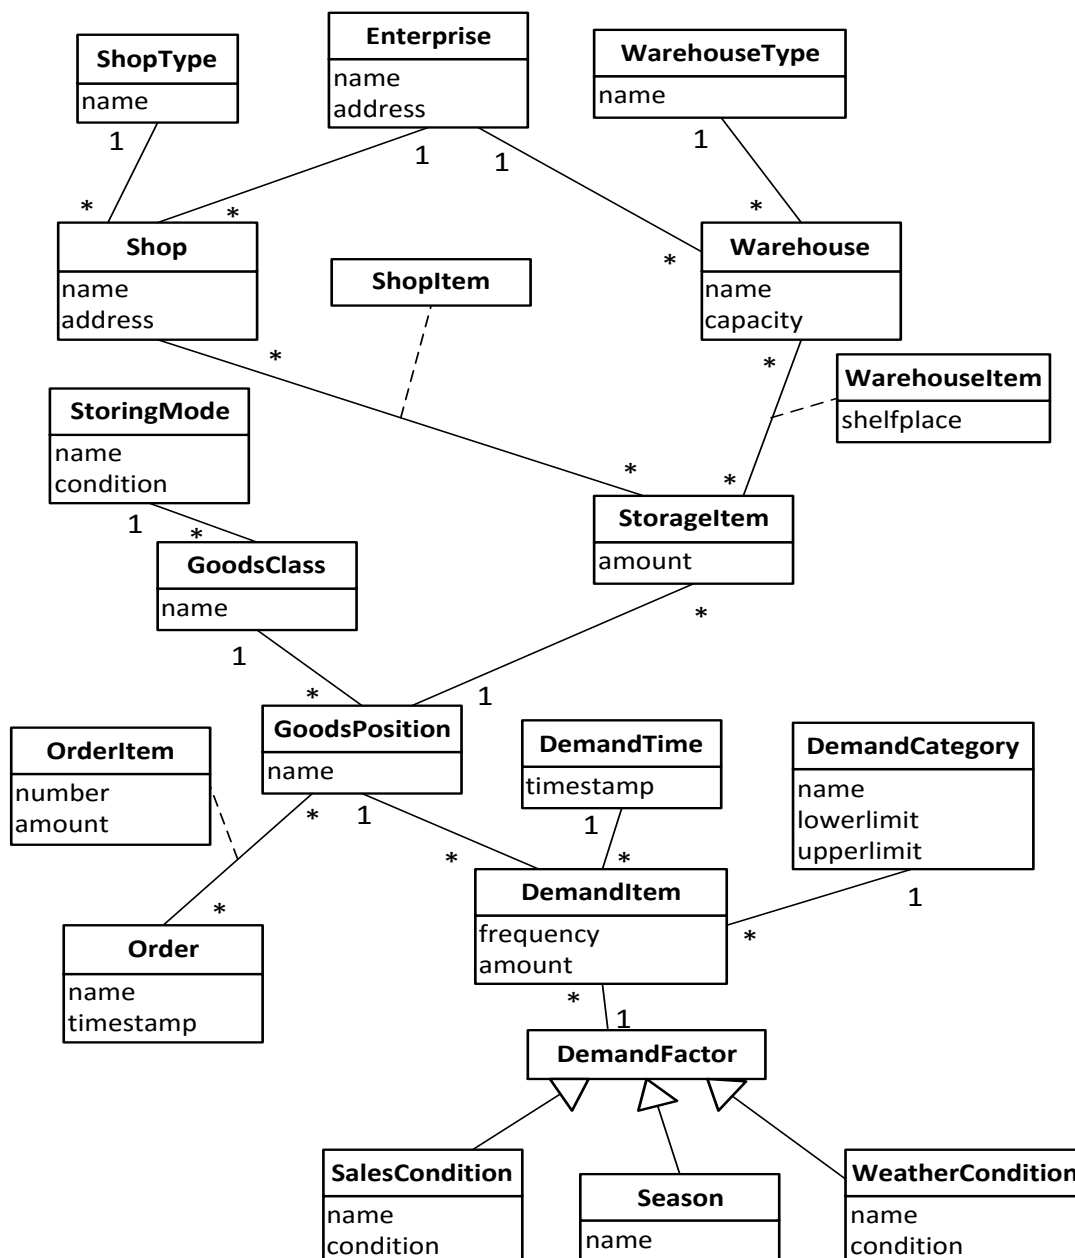 ShopType
name
Enterprise
name
address
WarehouseType
name
1
1
1
1
*
*
*
*
Shop
name
address
ShopItem
Warehouse
name
capacity
*
*
WarehouseItem
shelfplace
StoringMode
name
condition
*
*
1
*
StorageItem
amount
GoodsClass
name
*
1
1
*
GoodsPosition
name
OrderItem
number
amount
DemandTime
timestamp
DemandCategory
name
lowerlimit
upperlimit
*
1
1
*
*
1
*
*
DemandItem
frequency
amount
Order
name
timestamp
*
1
DemandFactor
SalesCondition
name
condition
Season
name
WeatherCondition
name
condition